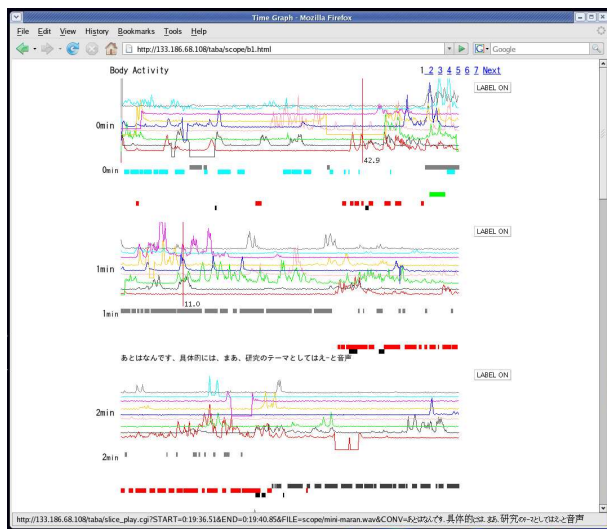 Time Graph - Mozilla Firefox
File Edit View History Bookmarks Tools Help
http://133.186.68.108/taba/scope/b1.html
Google
Body Activity
1 2 3 4 5 6 7 Next
LABEL ON
0min
42.9
0min
LABEL ON
1min
11.0
1min
あとはなんです、具体的には、まあ、研究のテーマとしてはえ-と音声
LABEL ON
2min
2min
http://133.186.68.108/taba/slice_play.cgi?START=0:19:36.51&END=0:19:40.85&FILE=scope/mini-maran.wav&CONV=あとはなんです、具体的には、まあ、研究のテーマとしてはえ-と音声